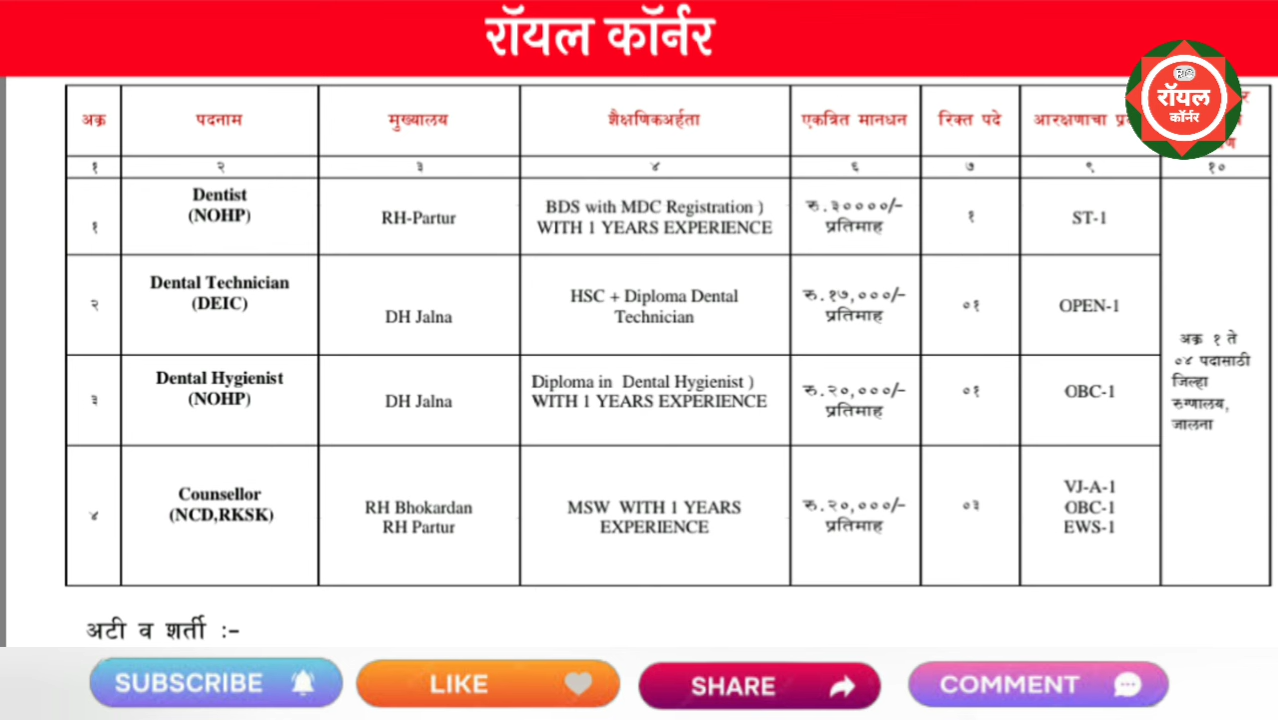 रॉयल कॉर्नर
RC
रॉयल
कॉर्नर
अक्र पदनाम मुख्यालय शैक्षणिकअर्हता एकत्रित मानधन रिक्त पदे आरक्षणाचा
१ २ ३ ४ ६ ७ ९ १०
१ Dentist
(NOHP)
RH-Partur
BDS with MDC Registration )
WITH 1 YEARS EXPERIENCE
रु.३००००/-
प्रतिमाह
१
ST-1
२ Dental Technician
(DEIC)
DH Jalna
HSC + Diploma Dental
Technician
रु.१७,०००/-
प्रतिमाह
०१
OPEN-1
३ Dental Hygienist
(NOHP)
DH Jalna
Diploma in Dental Hygienist )
WITH 1 YEARS EXPERIENCE
रु.२०,०००/-
प्रतिमाह
०१
OBC-1
४ Counsellor
(NCD,RKSK)
RH Bhokardan
RH Partur
MSW WITH 1 YEARS
EXPERIENCE
रु.२०,०००/-
प्रतिमाह
०३
VJ-A-1
OBC-1
EWS-1
अक्र १ ते
०४ पदासाठी
जिल्हा
रुग्णालय,
जालना
अटी व शर्ती :-
SUBSCRIBE LIKE SHARE COMMENT